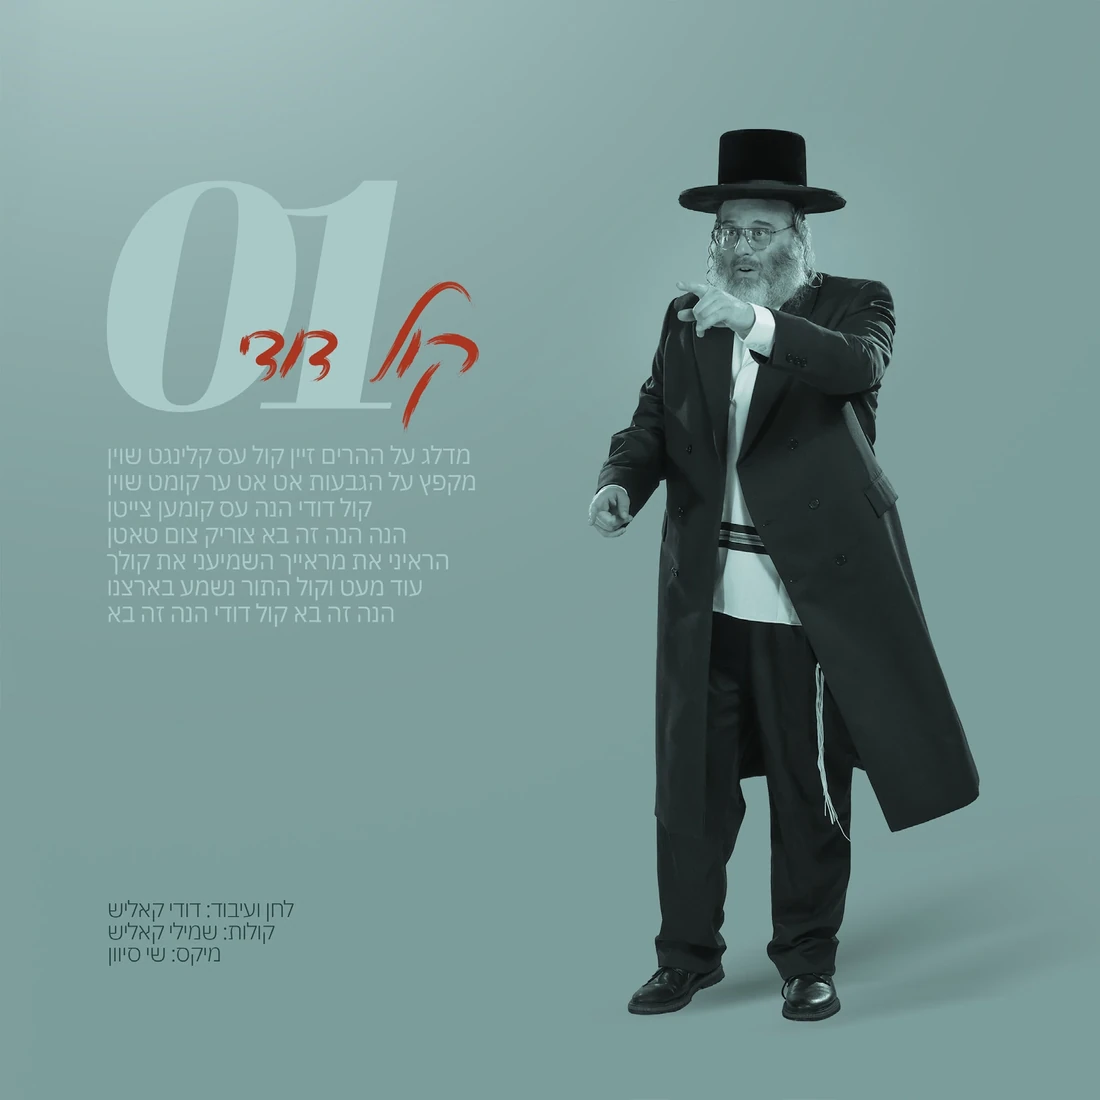 01
קול דודי
מדלג על ההרים זיין קול עס קלינגט שוין
מקפץ על הגבעות אט אט ער קומט שוין
קול דודי הנה עס קומען צייטן
הנה הנה זה בא צוריק צום טאטן
הראיני את מראייך השמיעני את קולך
עוד מעט וקול התור נשמע בארצנו
הנה זה בא קול דודי הנה זה בא
לחן ועיבוד: דודי קאליש
קולות: שמילי קאליש
מיקס: שי סיוון